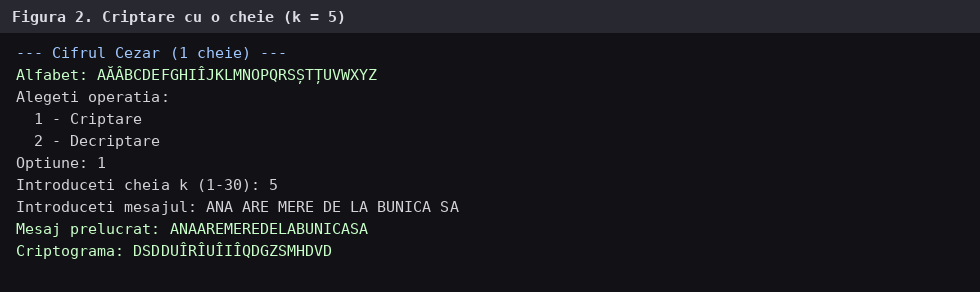 Figura 2. Criptare cu o cheie (k = 5)
--- Cifrul Cezar (1 cheie) ---
Alfabet: AĂÂBCDEFGHIÎJKLMNOPQRSȘTȚUVWXYZ
Alegeti operatia:
1 - Criptare
2 - Decriptare
Optiune: 1
Introduceti cheia k (1-30): 5
Introduceti mesajul: ANA ARE MERE DE LA BUNICA SA
Mesaj prelucrat: ANAAREMEREDELABUNICASA
Criptograma: DSDDUÎRÎUÎIÎQDGZSMHDVD